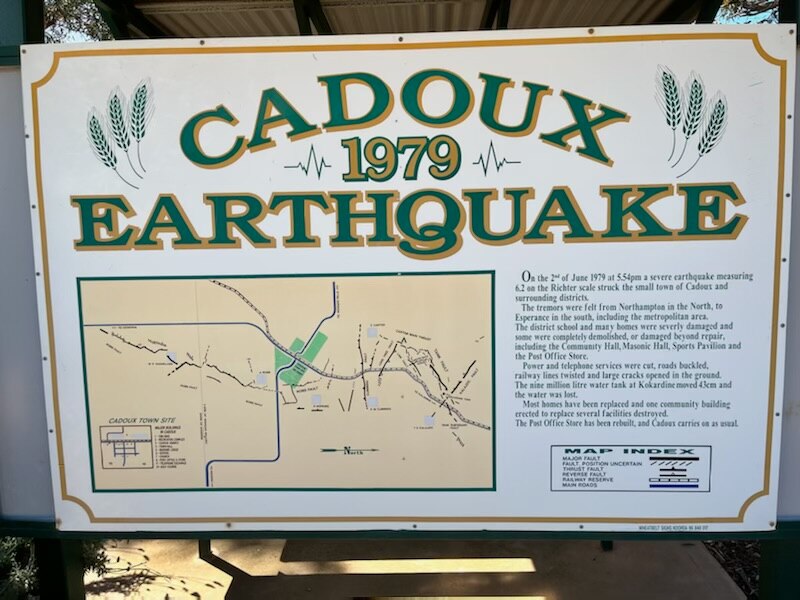 CADOUX
1979
EARTHQUAKE
On the 2nd of June 1979 at 5.54pm a severe earthquake measuring
6.2 on the Richter scale struck the small town of Cadoux and
surrounding districts.
The tremors were felt from Northampton in the North, to
Esperance in the south, including the metropolitan area.
The district school and many homes were severly damaged and
some were completely demolished, or damaged beyond repair,
including the Community Hall, Masonic Hall, Sports Pavilion and
the Post Office Store.
Power and telephone services were cut, roads buckled,
railway lines twisted and large cracks opened in the ground.
The nine million litre water tank at Kokardine moved 43cm and
the water was lost.
Most homes have been replaced and one community building
erected to replace several facilities destroyed.
The Post Office Store has been rebuilt, and Cadoux carries on as usual.
CADOUX TOWN SITE
MAJOR BUILDINGS
IN CADOUX
North
MAP INDEX
MAJOR FAULT
FAULT, POSITION UNCERTAIN
THRUST FAULT
REVERSE FAULT
RAILWAY RESERVE
MAIN ROADS